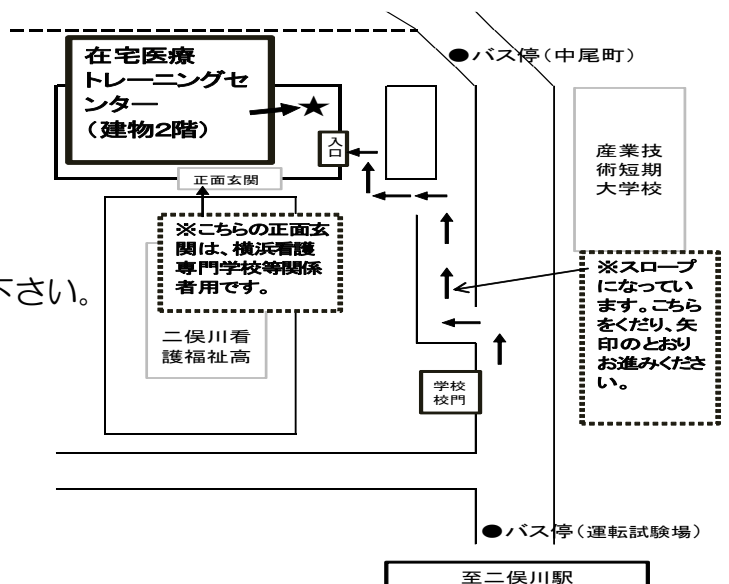 在宅医療
トレーニングセ
ンター
(建物2階)
★
●バス停(中尾町)
入
口
産業技
術短期
大学校
正面玄関
※こちらの正面玄
関は、横浜看護
専門学校等関係
者用です。
※スロープ
になってい
ます。こちら
をくだり、矢
印のとおり
お進みくださ
い。
下さい。
二俣川看
護福祉高
学校
校門
●バス停(運転試験場)
至二俣川駅